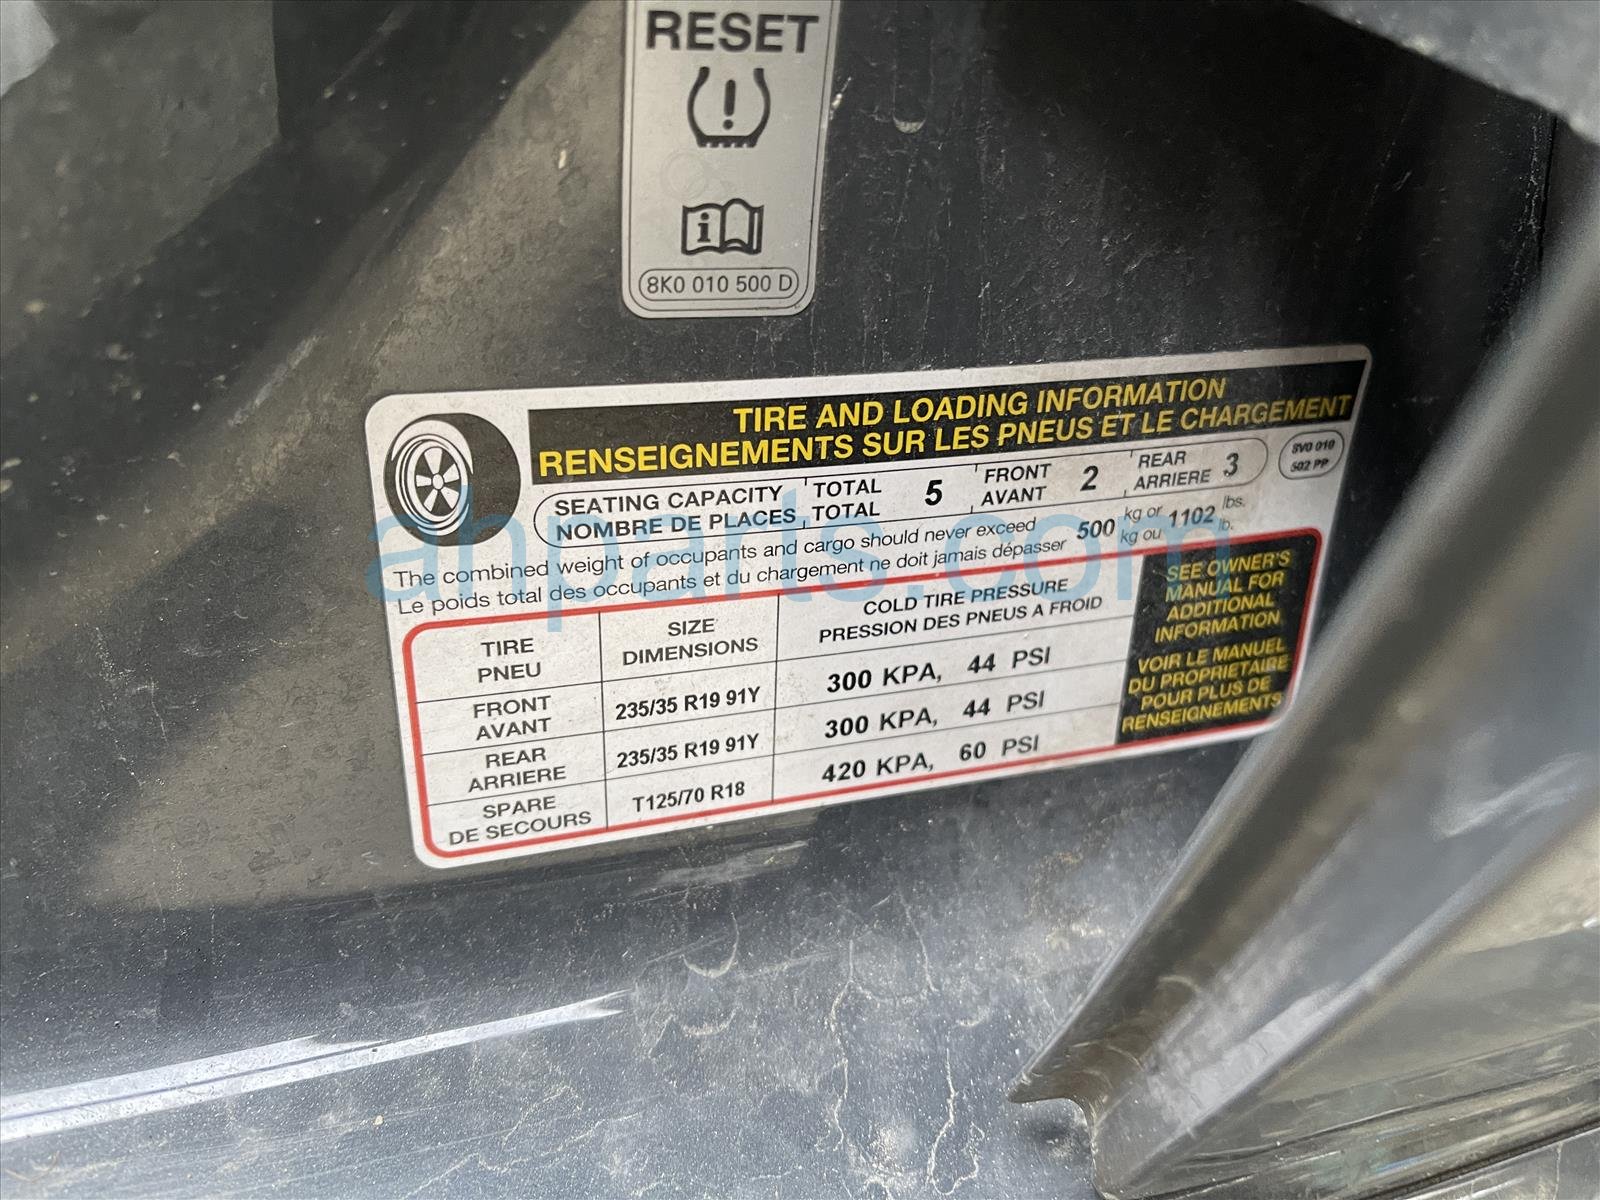 RESET
8K0 010 500 D
TIRE AND LOADING INFORMATION
RENSEIGNEMENTS SUR LES PNEUS ET LE CHARGEMENT
SEATING CAPACITY TOTAL 5 FRONT 2 REAR 3
NOMBRE DE PLACES TOTAL AVANT ARRIERE
8V0 010
502 PP
The combined weight of occupants and cargo should never exceed 500 kg or 1102 lbs.
Le poids total des occupants et du chargement ne doit jamais dépasser kg ou lb.
TIRE SIZE COLD TIRE PRESSURE
PNEU DIMENSIONS PRESSION DES PNEUS A FROID
FRONT 235/35 R19 91Y 300 KPA, 44 PSI
AVANT
REAR 235/35 R19 91Y 300 KPA, 44 PSI
ARRIERE
SPARE T125/70 R18 420 KPA, 60 PSI
DE SECOURS
SEE OWNER'S
MANUAL FOR
ADDITIONAL
INFORMATION
VOIR LE MANUEL
DU PROPRIETAIRE
POUR PLUS DE
RENSEIGNEMENTS
ahparts.com